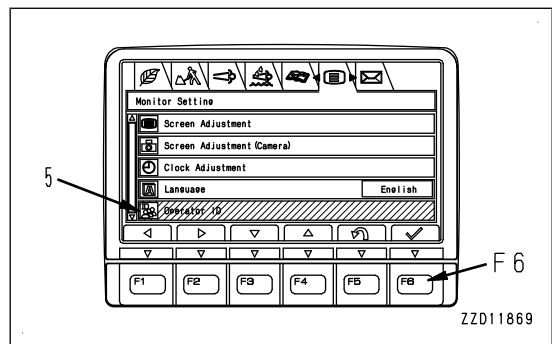 Monitor Setting
Screen Adjustment
Screen Adjustment (Camera)
Clock Adjustment
Language English
Operator ID
5
F6
F1 F2 F3 F4 F5 F6
ZZD11869